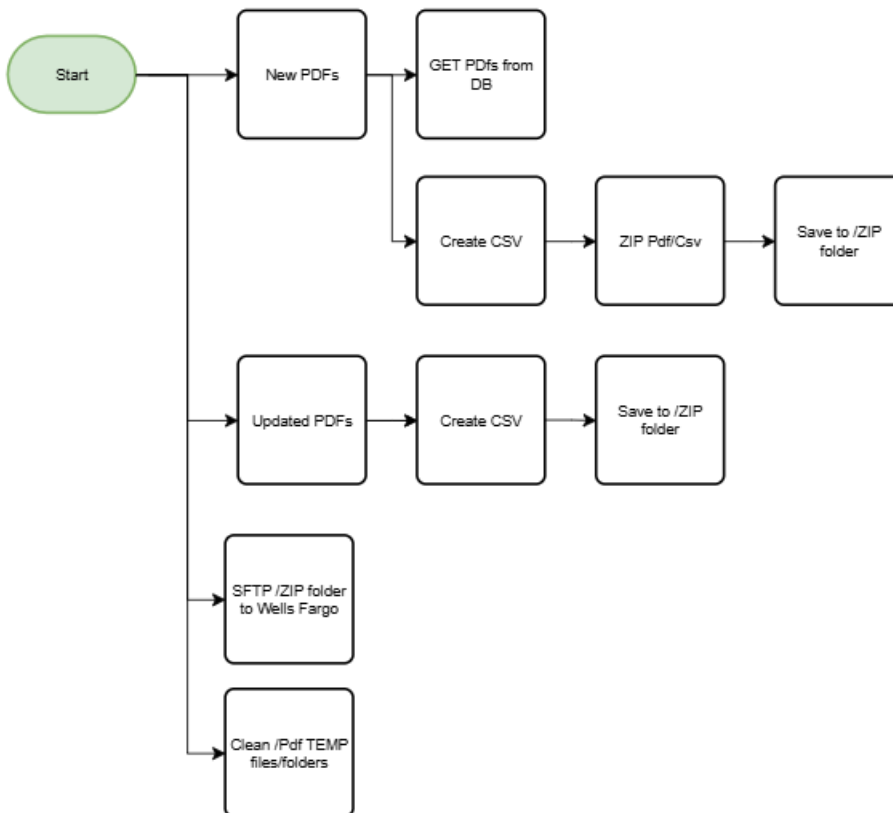 Start
New PDFs
GET PDfs from
DB
Create CSV
ZIP Pdf/Csv
Save to /ZIP
folder
Updated PDFs
Create CSV
Save to /ZIP
folder
SFTP /ZIP folder
to Wells Fargo
Clean /Pdf TEMP
files/folders